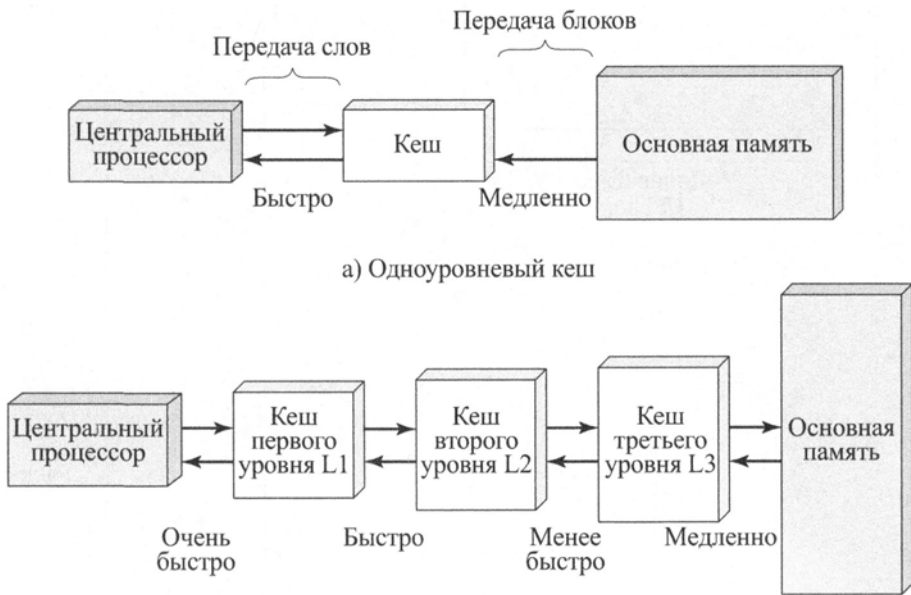 Передача слов
Передача блоков
Центральный
процессор
Кеш
Основная память
Быстро
Медленно
а) Одноуровневый кеш
Центральный
процессор
Кеш
первого
уровня L1
Кеш
второго
уровня L2
Кеш
третьего
уровня L3
Основная
память
Очень
быстро
Быстро
Менее
быстро
Медленно